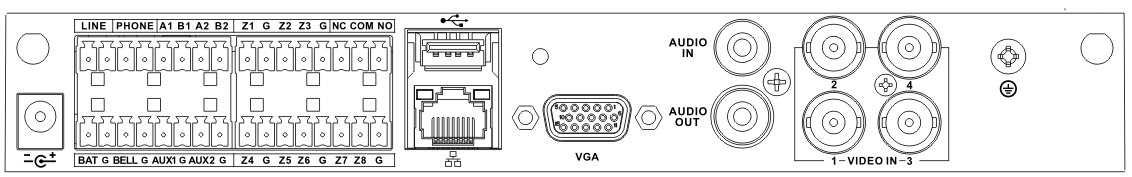 LINE PHONE A1 B1 A2 B2 Z1 G Z2 Z3 G NC COM NO
BAT G BELL G AUX1 G AUX2 G Z4 G Z5 Z6 G Z7 Z8 G
VGA
AUDIO
IN
AUDIO
OUT
2 4
1 - VIDEO IN - 3
- +